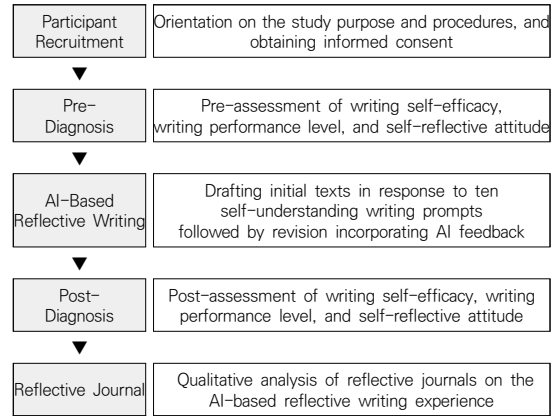 Participant
Recruitment
Orientation on the study purpose and procedures, and
obtaining informed consent
▼
Pre-
Diagnosis
Pre-assessment of writing self-efficacy,
writing performance level, and self-reflective attitude
▼
AI-Based
Reflective Writing
Drafting initial texts in response to ten
self-understanding writing prompts
followed by revision incorporating AI feedback
▼
Post-
Diagnosis
Post-assessment of writing self-efficacy, writing
performance level, and self-reflective attitude
▼
Reflective Journal
Qualitative analysis of reflective journals on the
AI-based reflective writing experience